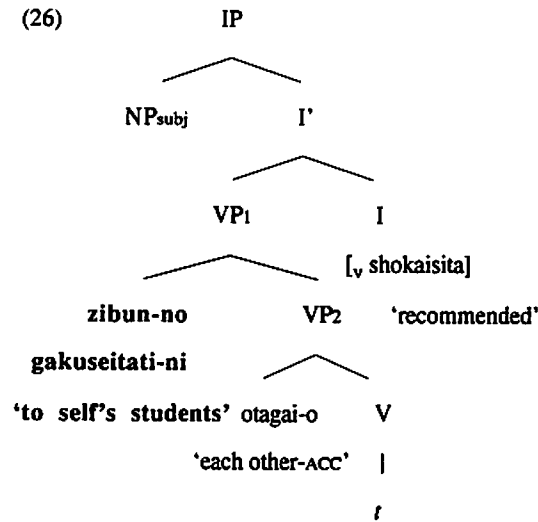 (26) IP
NPsubj I'
VP1 I
[v shokaisita]
zibun-no VP2 'recommended'
gakuseitati-ni
'to self's students' otagai-o V
'each other-ACC'
t